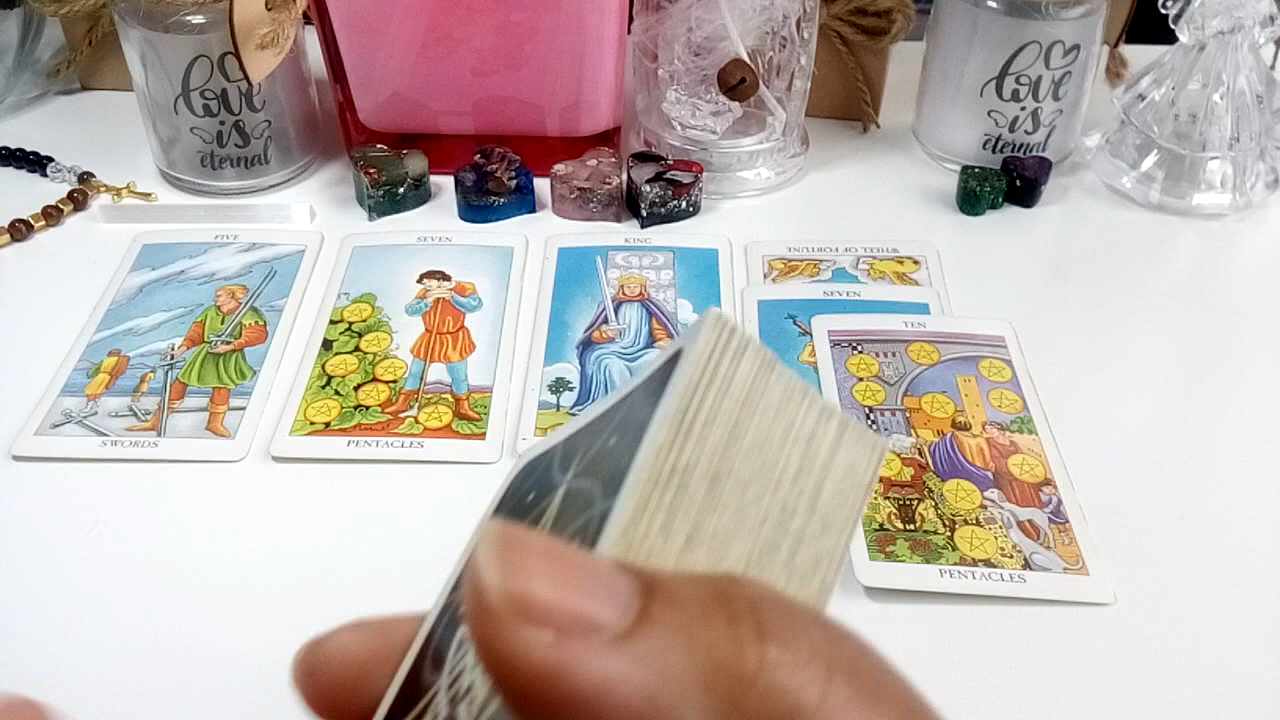 love
is
eternal
love
is
eternal
FIVE
SWORDS
SEVEN
PENTACLES
KING
WHEEL OF FORTUNE
SEVEN
TEN
PENTACLES